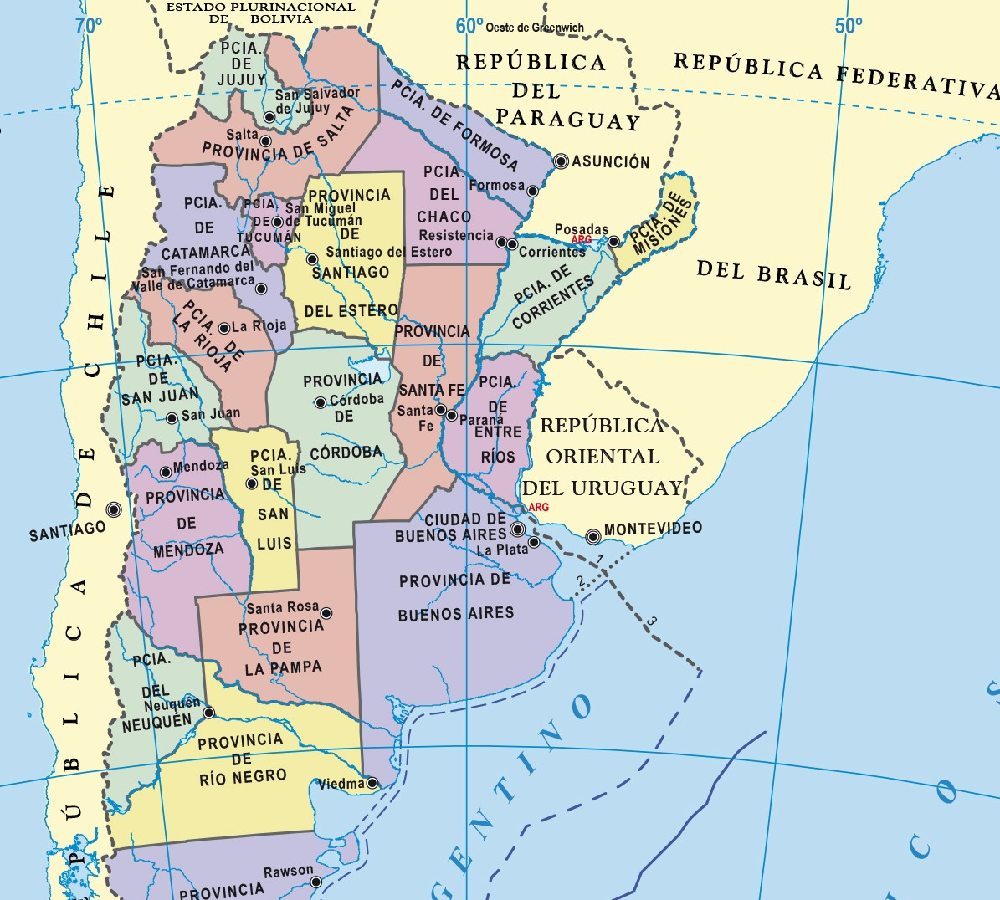 ESTADO PLURINACIONAL
DE BOLIVIA
70º
60º Oeste de Greenwich
50º
PCIA.
DE
JUJUY
San Salvador
de Jujuy
REPÚBLICA
DEL
PARAGUAY
REPÚBLICA FEDERATIVA
DEL BRASIL
Salta
PROVINCIA DE SALTA
PCIA. DE FORMOSA
Formosa
ASUNCIÓN
PCIA.
DEL
CHACO
Resistencia
Corrientes
Posadas
ARG
PCIA. DE
MISIONES
PCIA. DE
CORRIENTES
PCIA.
DE
CATAMARCA
San Fernando del
Valle de Catamarca
PCIA.
DE
TUCUMÁN
San Miguel
de Tucumán
PROVINCIA
DE
SANTIAGO
DEL ESTERO
Santiago del Estero
PCIA. DE
LA RIOJA
La Rioja
PCIA.
DE
SAN JUAN
San Juan
PROVINCIA
DE
CÓRDOBA
Córdoba
PROVINCIA
DE
SANTA FE
Santa
Fe
Paraná
PCIA.
DE
ENTRE
RÍOS
REPÚBLICA
ORIENTAL
DEL URUGUAY
ARG
MONTEVIDEO
Mendoza
PROVINCIA
DE
MENDOZA
PCIA.
San Luis
DE
SAN
LUIS
SANTIAGO
CIUDAD DE
BUENOS AIRES
La Plata
PROVINCIA DE
BUENOS AIRES
1
2
3
Santa Rosa
PROVINCIA
DE
LA PAMPA
PCIA.
DEL
Neuquén
NEUQUÉN
PROVINCIA
DE
RÍO NEGRO
Viedma
Rawson
PROVINCIA
PÚBLICA DE CHILE
GENTINO
S
O
C
I